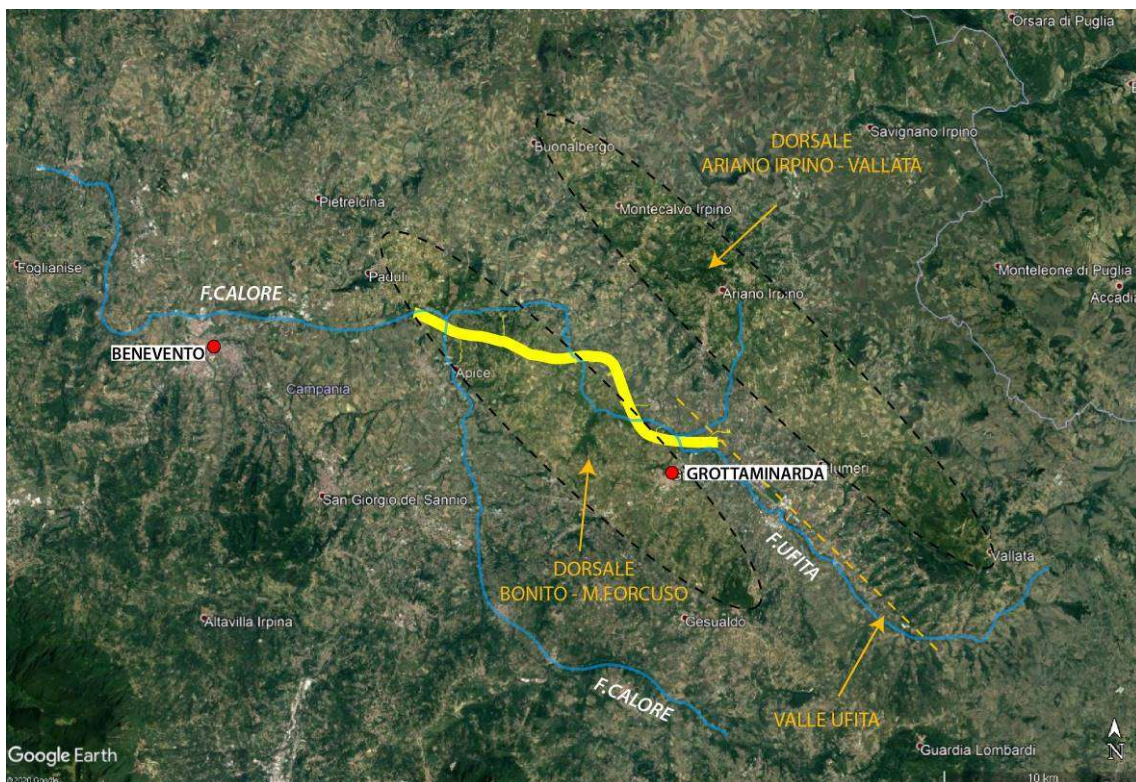 Orsara di Puglia
Savignano Irpino
Buonalbergo
DORSALE
ARIANO IRPINO - VALLATA
Pietrelcina
Montecalvo Irpino
Foglianise
Paduli
Monteleone di Puglia
Accadia
Ariano Irpino
F.CALORE
BENEVENTO
Campania
Apice
GROTTAMINARDA
San Giorgio del Sannio
F.UFITA
Vallata
DORSALE
BONITO - M.FORCUSO
Altavilla Irpina
Gesualdo
F.CALORE
VALLE UFITA
Google Earth
Guardia Lombardi
N
10 km